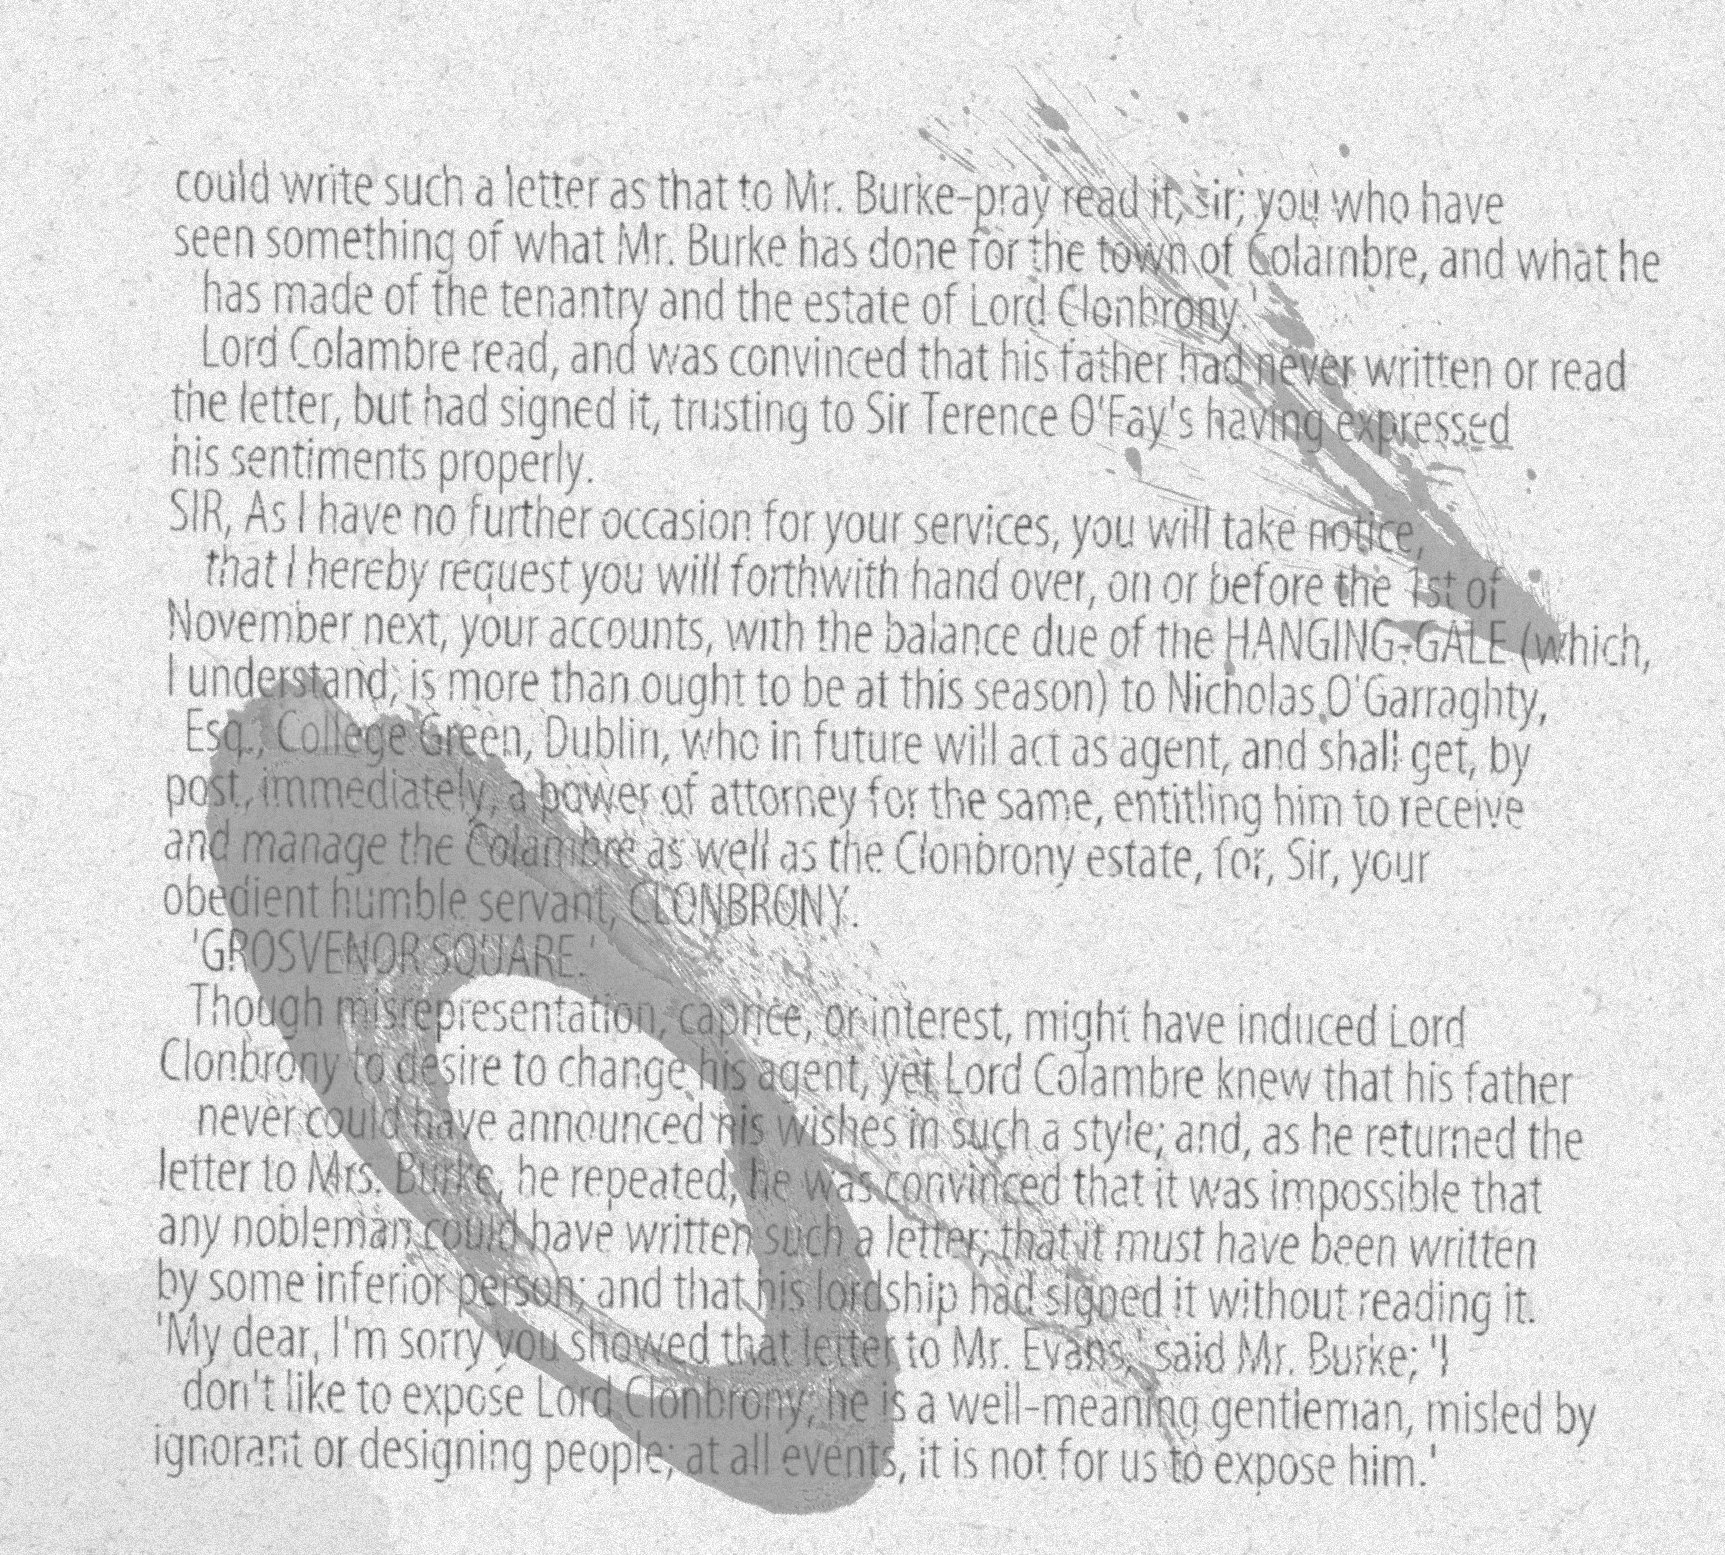 could write such a letter as that to Mr. Burke–pray read it, sir; you who have
seen something of what Mr. Burke has done for the town of Colarnbre, and what he
has made of the tenantry and the estate of Lord Clonbrony.'
Lord Colambre read, and was convinced that his father had never written or read
the letter, but had signed it, trusting to Sir Terence O'Fay's having expressed
his sentiments properly.
SIR, As I have no further occasion for your services, you will take notice,
that I hereby request you will forthwith hand over, on or before the 1st of
November next, your accounts, with the balance due of the HANGING-GALE (which,
I understand, is more than ought to be at this season) to Nicholas O'Garraghty,
Esq., College Green, Dublin, who in future will act as agent, and shall get, by
post, immediately, a power of attorney for the same, entitling him to receive
and manage the Colambre as well as the Clonbrony estate, for, Sir, your
obedient humble servant, CLONBRONY.
'GROSVENOR SQUARE.'
Though misrepresentation, caprice, or interest, might have induced Lord
Clonbrony to desire to change his agent, yet Lord Colambre knew that his father
never could have announced his wishes in such a style; and, as he returned the
letter to Mrs. Burke, he repeated, he was convinced that it was impossible that
any nobleman could have written such a letter; that it must have been written
by some inferior person; and that his lordship had signed it without reading it.
'My dear, I'm sorry you showed that letter to Mr. Evans,' said Mr. Burke; 'I
don't like to expose Lord Clonbrony; he is a well–meaning gentleman, misled by
ignorant or designing people; at all events, it is not for us to expose him.'